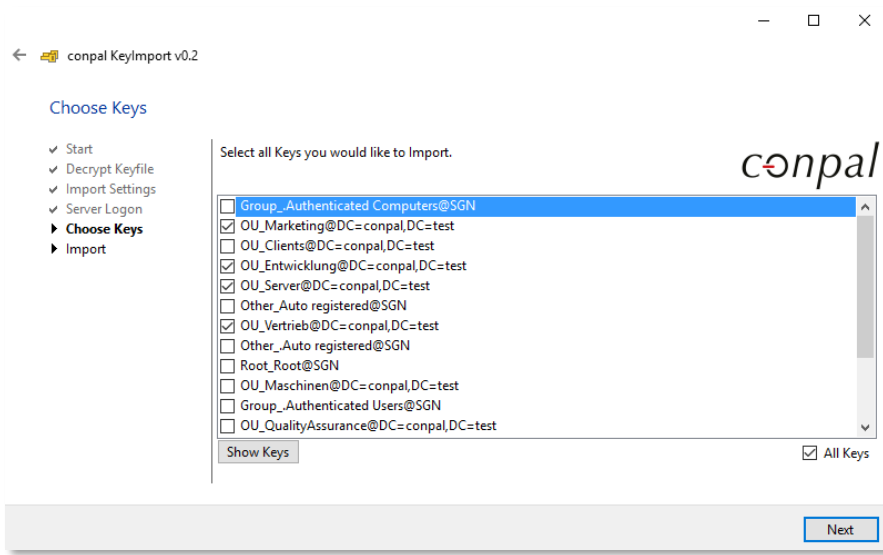 conpal KeyImport v0.2
Choose Keys
Start
Decrypt Keyfile
Import Settings
Server Logon
Choose Keys
Import
Select all Keys you would like to Import.
conpal
Group_.Authenticated Computers@SGN
OU_Marketing@DC=conpal,DC=test
OU_Clients@DC=conpal,DC=test
OU_Entwicklung@DC=conpal,DC=test
OU_Server@DC=conpal,DC=test
Other_Auto registered@SGN
OU_Vertrieb@DC=conpal,DC=test
Other_.Auto registered@SGN
Root_Root@SGN
OU_Maschinen@DC=conpal,DC=test
Group_.Authenticated Users@SGN
OU_QualityAssurance@DC=conpal,DC=test
Show Keys
All Keys
Next